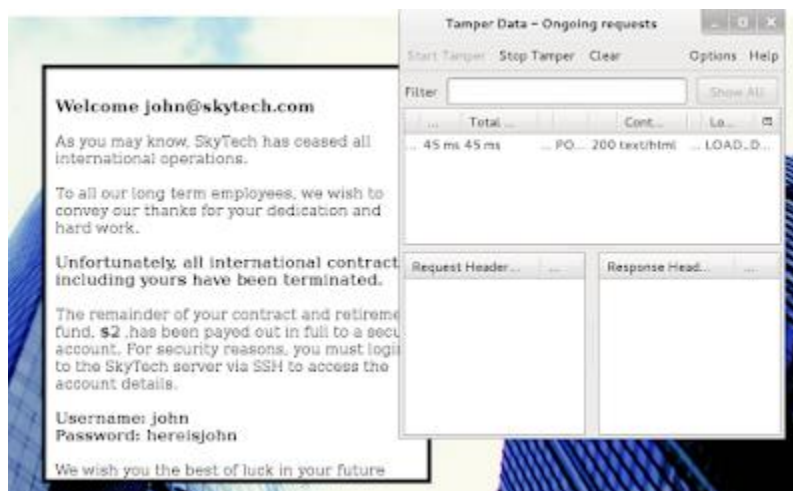 Welcome john@skytech.com
As you may know, SkyTech has ceased all
international operations.
To all our long term employees, we wish to
convey our thanks for your dedication and
hard work.
Unfortunately, all international contract
including yours have been terminated.
The remainder of your contract and retireme
fund, $2 ,has been payed out in full to a secu
account. For security reasons, you must logi
to the SkyTech server via SSH to access the
account details.
Username: john
Password: hereisjohn
We wish you the best of luck in your future
Tamper Data - Ongoing requests
Start Tamper Stop Tamper Clear Options Help
Filter Show All
... Total ... Cont... Lo...
... 45 ms 45 ms ... PO... 200 text/html ... LOAD_D...
Request Header... ... Response Head... ...